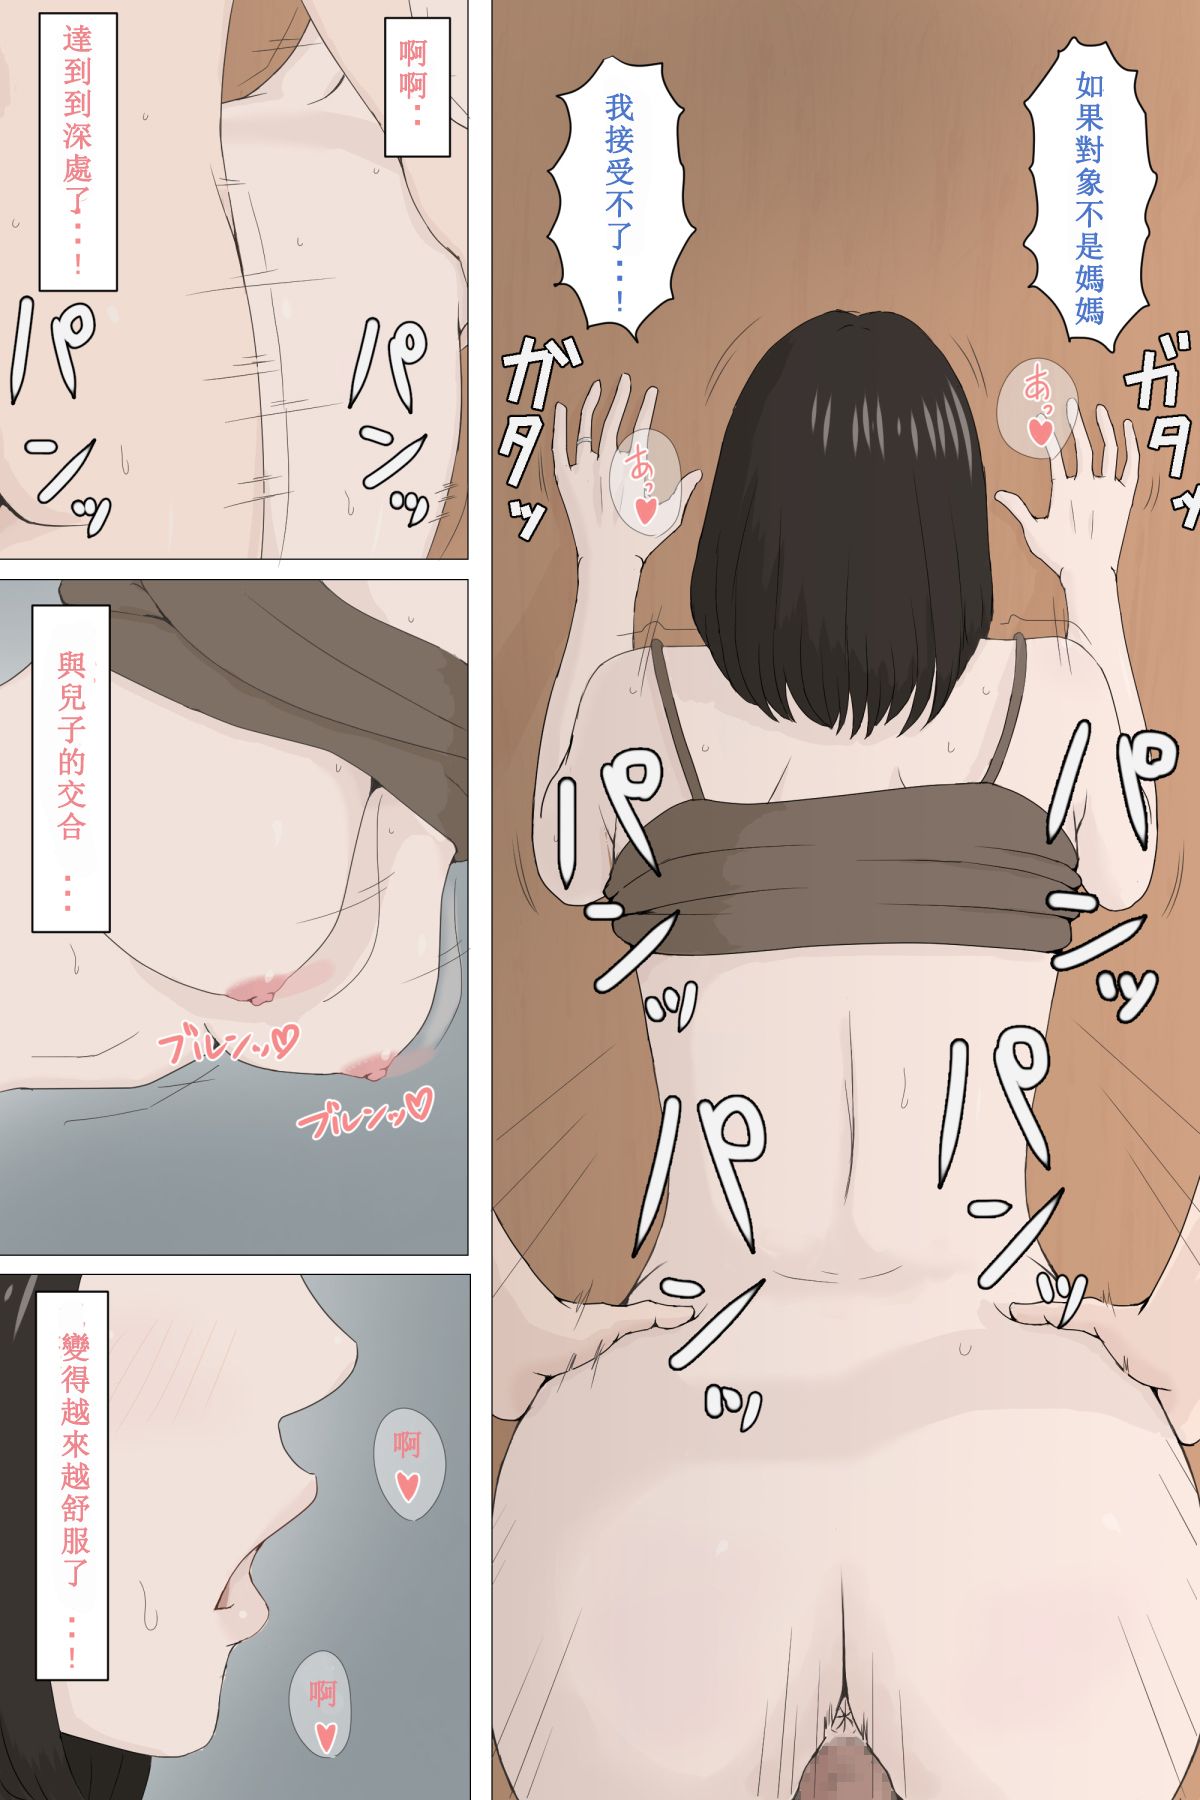 如果對象不是媽媽
我接受不了...!
あっ♥
あっ♥
ガタッ
ガタッ
パンッ
パンッ
パンッ
パンッ
啊啊..
達到到深處了...!
パンッ
パンッ
與兒子的交合...
ブルンッ♡
ブルンッ♡
變得越來越舒服了...!
啊♥
啊♥